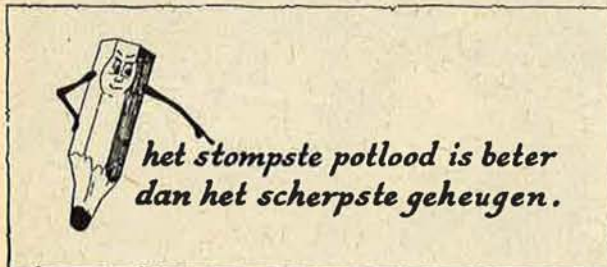 het stompste potlood is beter
dan het scherpste geheugen.